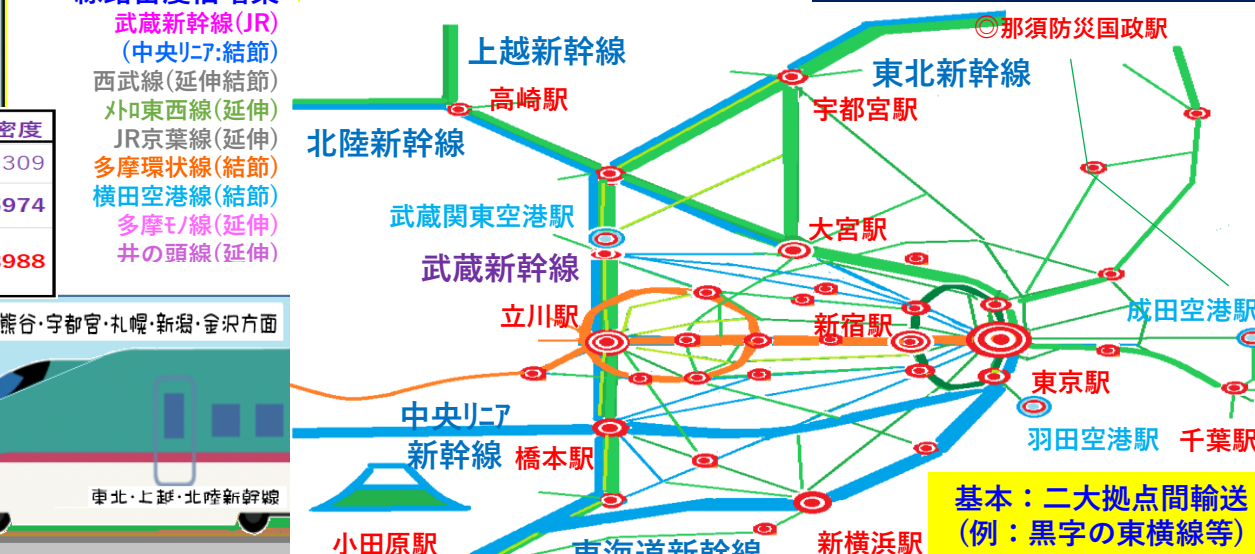 武蔵新幹線(JR)
(中央ﾘﾆｱ:結節)
西武線(延伸結節)
ﾒﾄﾛ東西線(延伸)
JR京葉線(延伸)
多摩環状線(結節)
横田空港線(結節)
多摩ﾓﾉ線(延伸)
井の頭線(延伸)
密度
309
974
988
熊谷･宇都宮･札幌･新潟･金沢方面
東北･上越･北陸新幹線
◎那須防災国政駅
上越新幹線
東北新幹線
高崎駅
宇都宮駅
北陸新幹線
武蔵関東空港駅
大宮駅
武蔵新幹線
立川駅
新宿駅
成田空港駅
東京駅
中央ﾘﾆｱ
新幹線
橋本駅
羽田空港駅
千葉駅
小田原駅
東海道新幹線
新横浜駅
基本：二大拠点間輸送
(例：黒字の東横線等)